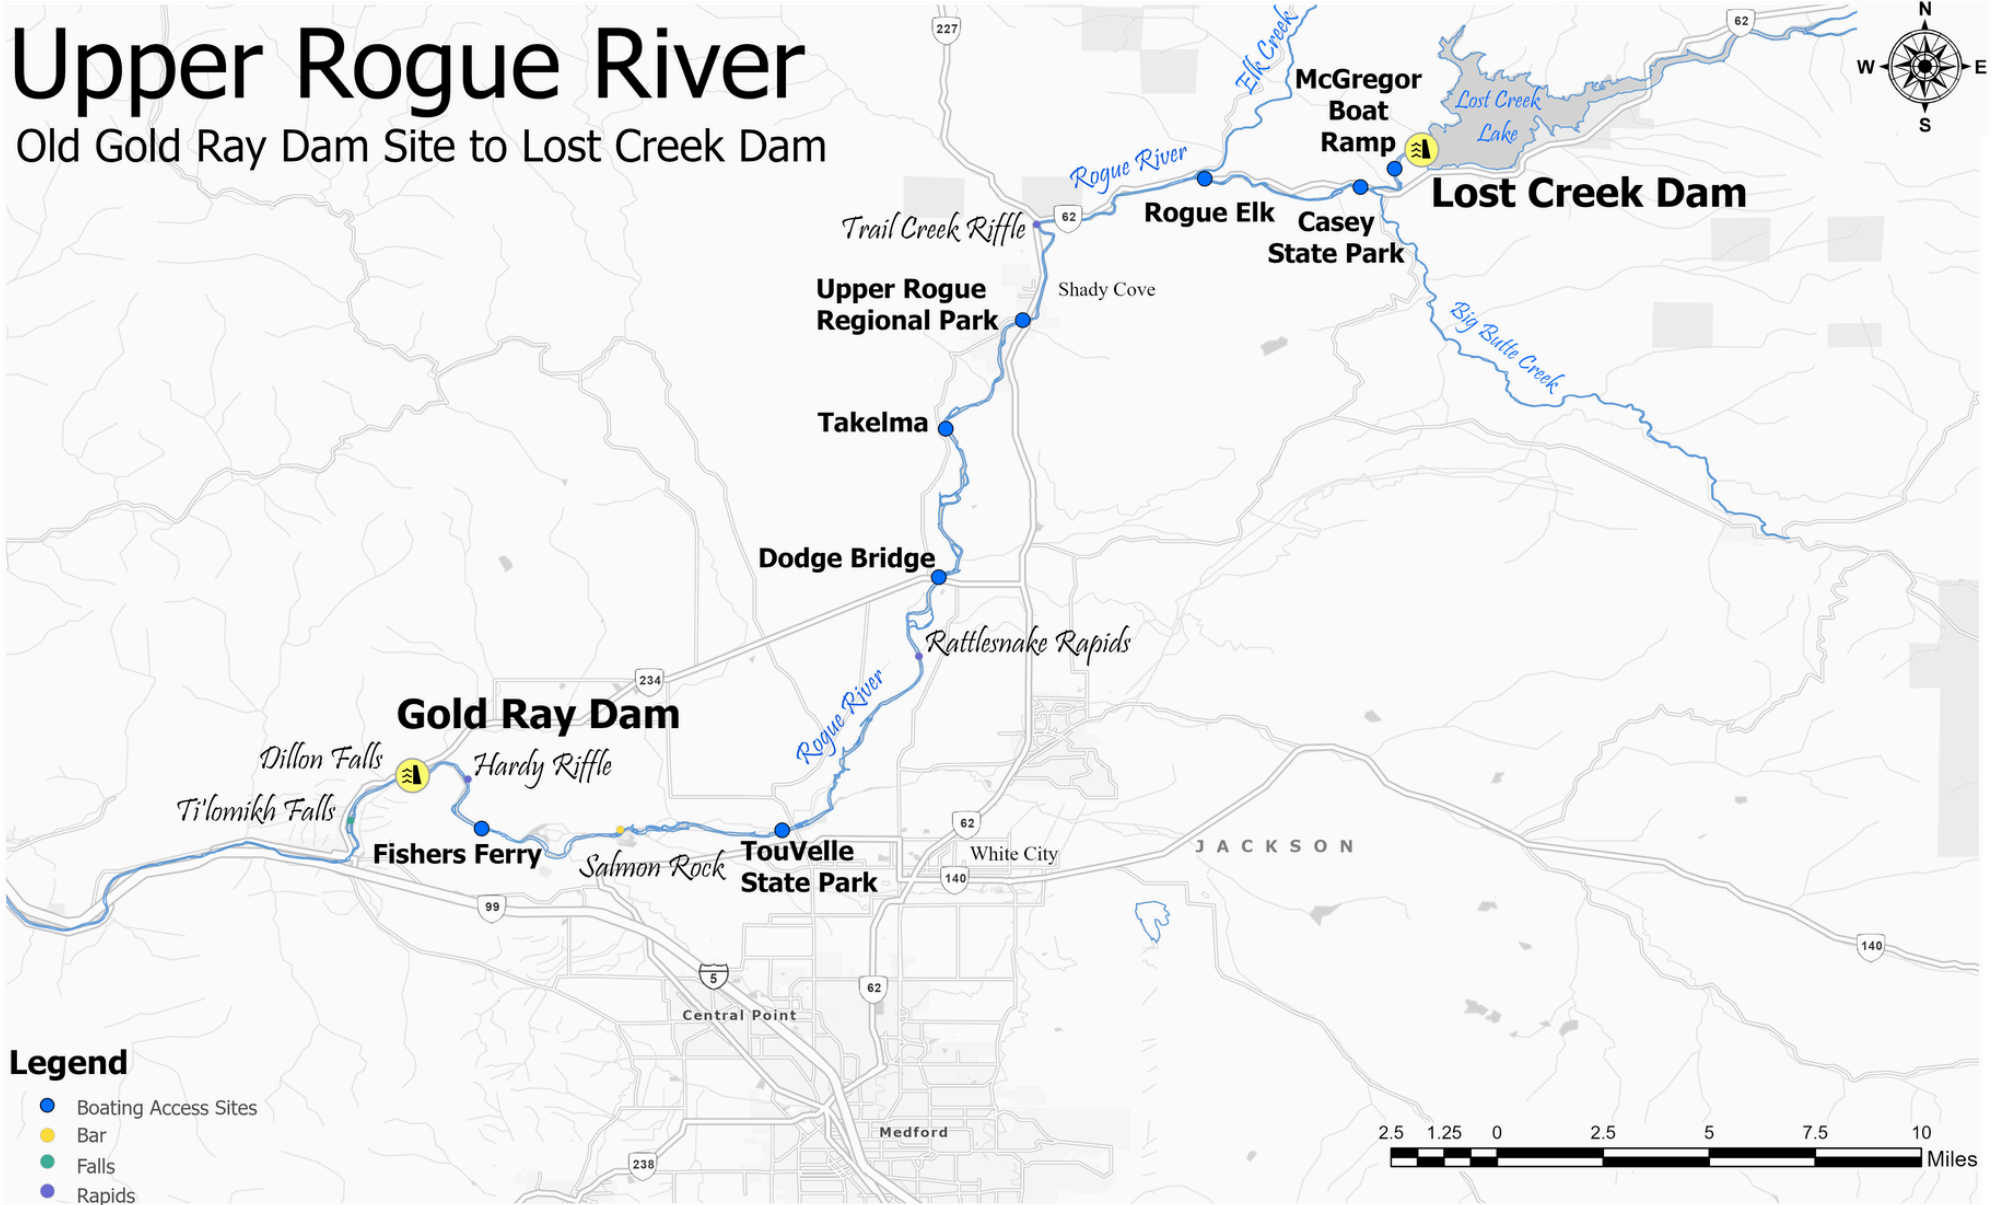 Upper Rogue River
Old Gold Ray Dam Site to Lost Creek Dam
227
62
N
W
E
S
Elk Creek
McGregor
Boat
Ramp
Lost Creek
Lake
Lost Creek Dam
Rogue River
Rogue Elk
Casey
State Park
62
Trail Creek Riffle
Shady Cove
Upper Rogue
Regional Park
Big Butte Creek
Takelma
Dodge Bridge
Rattlesnake Rapids
234
Rogue River
Gold Ray Dam
Dillon Falls
Hardy Riffle
Ti'lomikh Falls
Fishers Ferry
Salmon Rock
TouVelle
State Park
62
White City
140
JACKSON
99
140
5
62
Central Point
Medford
238
Legend
Boating Access Sites
Bar
Falls
Rapids
2.5 1.25 0 2.5 5 7.5 10
Miles